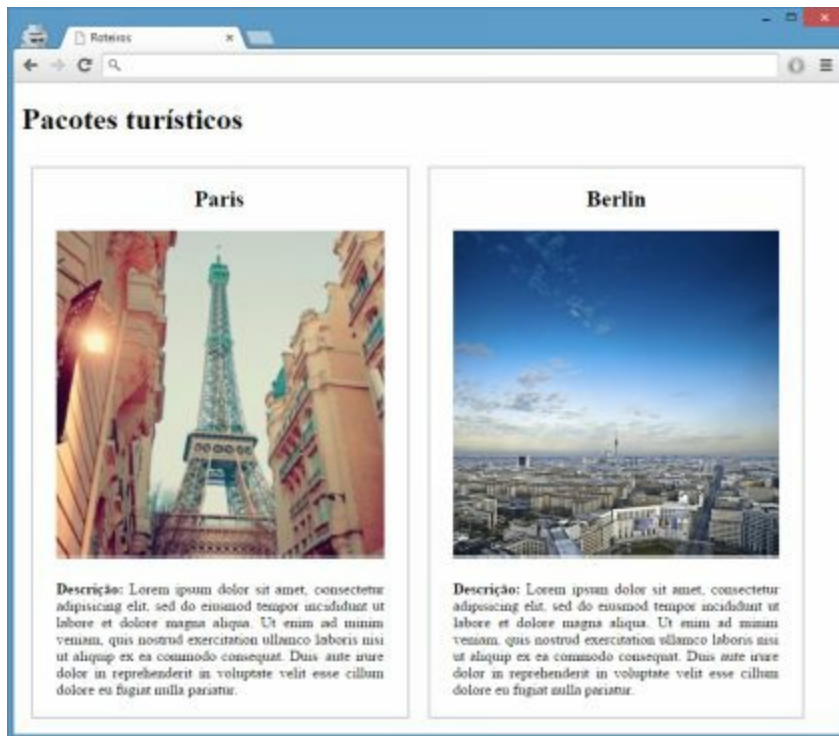 Roteiros
Pacotes turísticos
Paris
Descrição: Lorem ipsum dolor sit amet, consectetur
adipisicing elit, sed do eiusmod tempor incididunt ut
labore et dolore magna aliqua. Ut enim ad minim
veniam, quis nostrud exercitation ullamco laboris nisi
ut aliquip ex ea commodo consequat. Duis aute irure
dolor in reprehenderit in voluptate velit esse cillum
dolore eu fugiat nulla pariatur.
Berlin
Descrição: Lorem ipsum dolor sit amet, consectetur
adipisicing elit, sed do eiusmod tempor incididunt ut
labore et dolore magna aliqua. Ut enim ad minim
veniam, quis nostrud exercitation ullamco laboris nisi
ut aliquip ex ea commodo consequat. Duis aute irure
dolor in reprehenderit in voluptate velit esse cillum
dolore eu fugiat nulla pariatur.